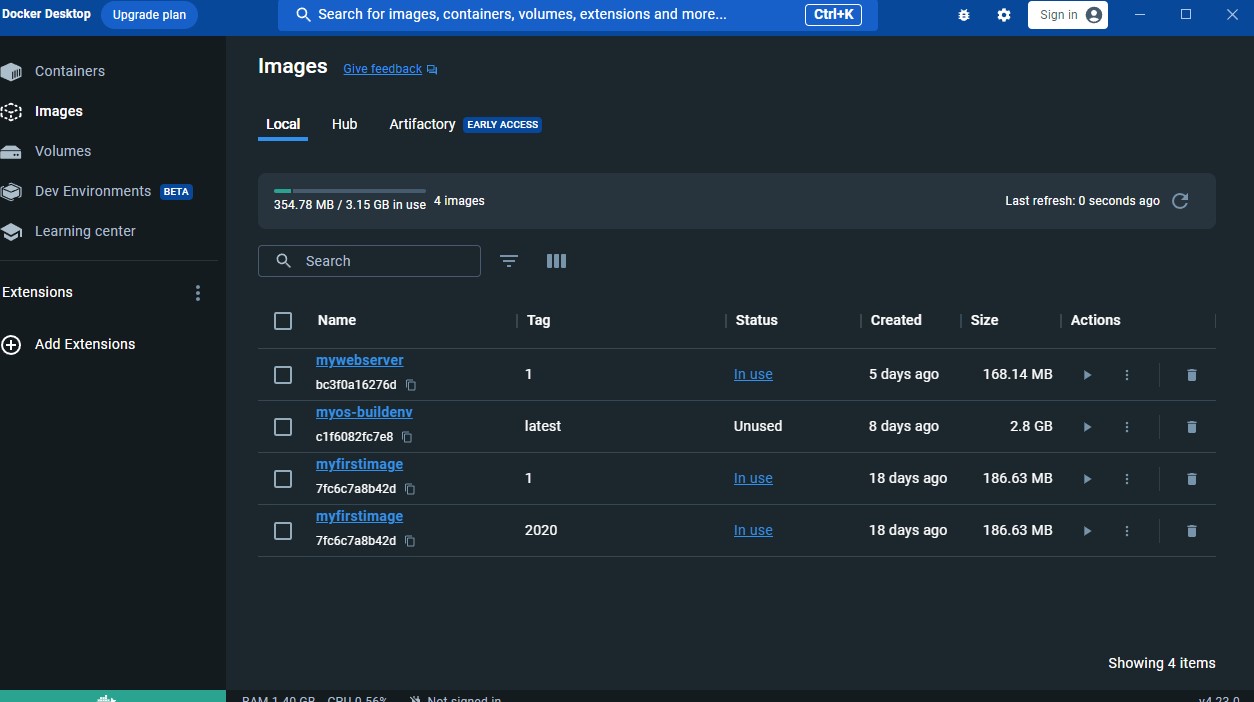 Docker Desktop Upgrade plan Search for images, containers, volumes, extensions and more... Ctrl+K Sign in
Containers
Images
Volumes
Dev Environments BETA
Learning center
Extensions
Add Extensions
Images Give feedback
Local Hub Artifactory EARLY ACCESS
354.78 MB / 3.15 GB in use 4 images Last refresh: 0 seconds ago
Search
Name Tag Status Created Size Actions
mywebserver
bc3f0a16276d 1 In use 5 days ago 168.14 MB
myos-buildenv
c1f6082fc7e8 latest Unused 8 days ago 2.8 GB
myfirstimage
7fc6c7a8b42d 1 In use 18 days ago 186.63 MB
myfirstimage
7fc6c7a8b42d 2020 In use 18 days ago 186.63 MB
Showing 4 items
RAM 1.40 GB CPU 0.56% Not signed in v4.23.0